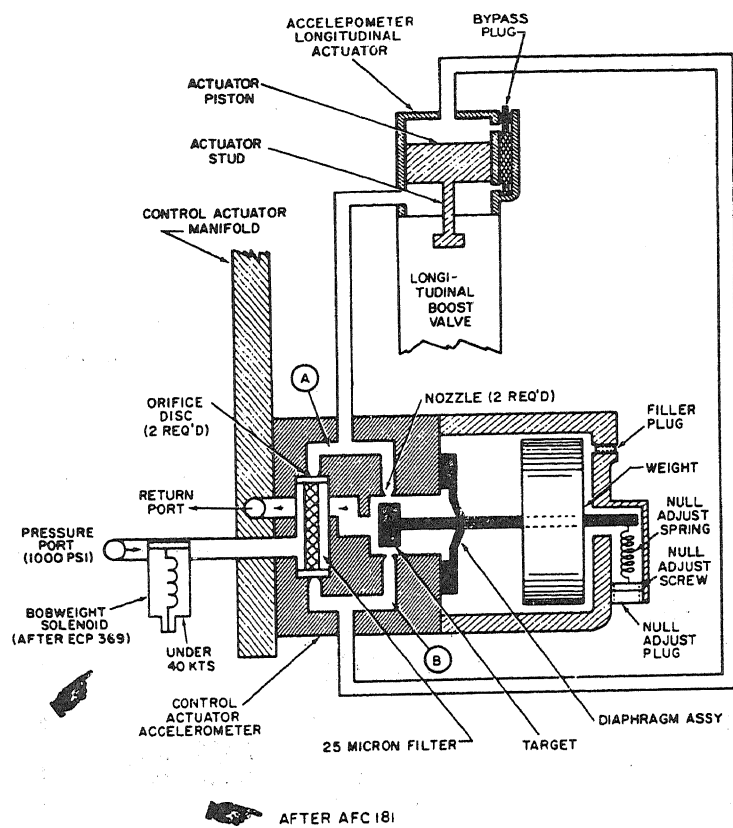 ACCELEPOMETER
LONGITUDINAL
ACTUATOR
BYPASS
PLUG
ACTUATOR
PISTON
ACTUATOR
STUD
CONTROL ACTUATOR
MANIFOLD
LONGI-
TUDINAL
BOOST
VALVE
A
ORIFICE
DISC
(2 REQ'D)
NOZZLE (2 REQ'D)
FILLER
PLUG
WEIGHT
RETURN
PORT
NULL
ADJUST
SPRING
PRESSURE
PORT
(1000 PSI)
NULL
ADJUST
SCREW
BOBWEIGHT
SOLENOID
(AFTER ECP 369)
UNDER
40 KTS
NULL
ADJUST
PLUG
B
CONTROL
ACTUATOR
ACCELEROMETER
25 MICRON FILTER
TARGET
DIAPHRAGM ASSY
AFTER AFC 181